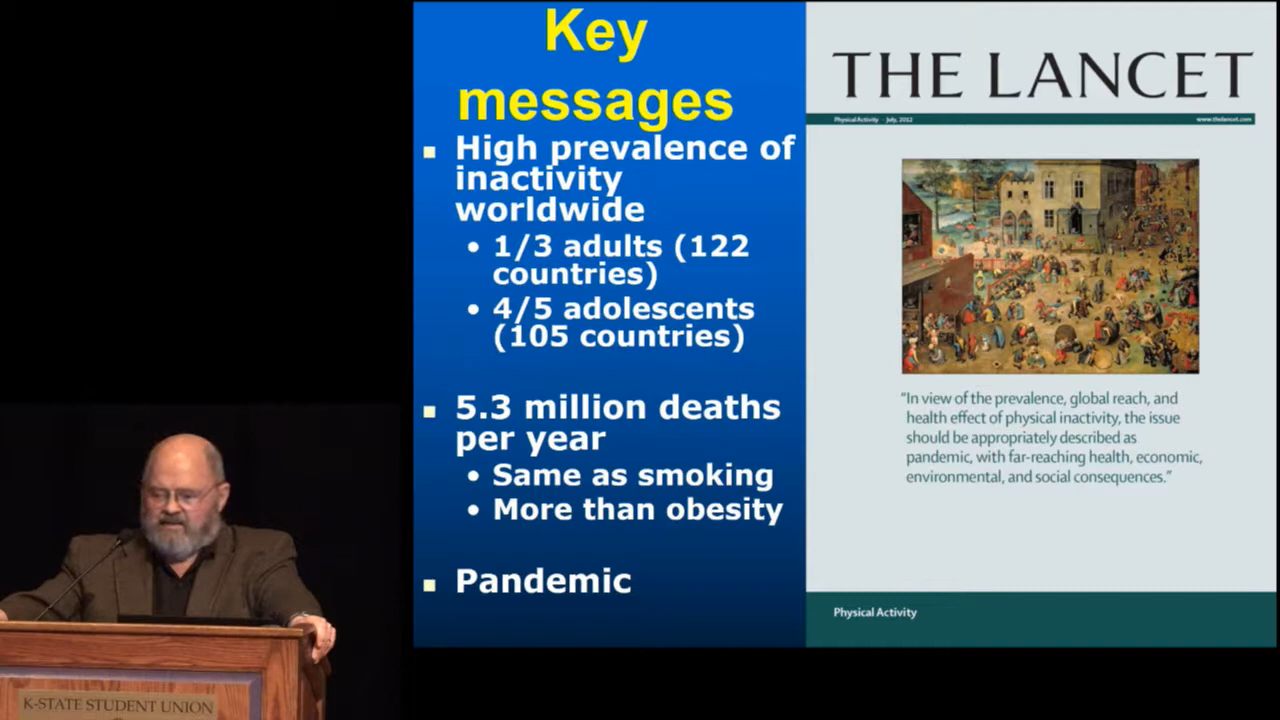 Key
messages
▪ High prevalence of
inactivity
worldwide
• 1/3 adults (122
countries)
• 4/5 adolescents
(105 countries)
▪ 5.3 million deaths
per year
• Same as smoking
• More than obesity
▪ Pandemic
THE LANCET
Physical Activity · July, 2012 www.thelancet.com
“In view of the prevalence, global reach, and
health effect of physical inactivity, the issue
should be appropriately described as
pandemic, with far-reaching health, economic,
environmental, and social consequences.”
Physical Activity
K-STATE STUDENT UNION